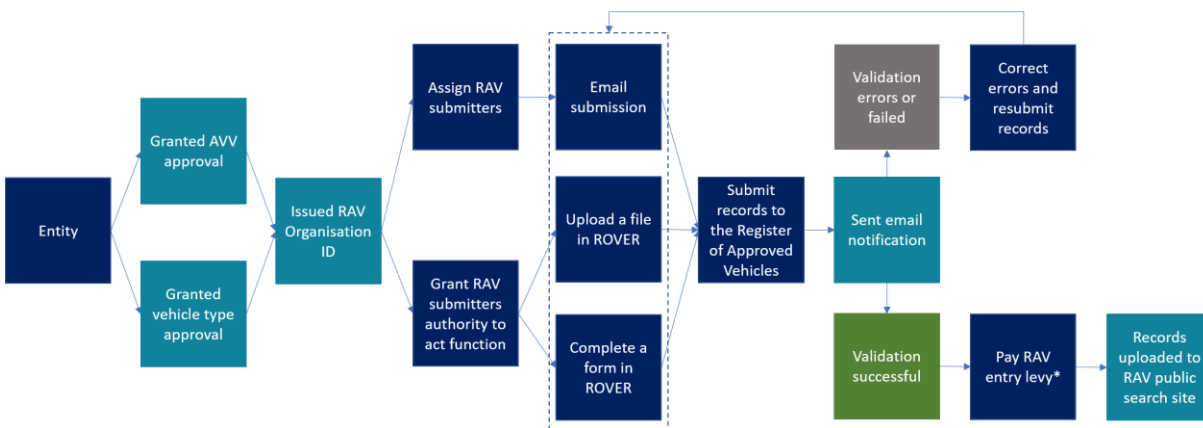 Entity
Granted AVV
approval
Granted
vehicle type
approval
Issued RAV
Organisation
ID
Assign RAV
submitters
Grant RAV
submitters
authority to
act function
Email
submission
Upload a file
in ROVER
Complete a
form in
ROVER
Submit
records to
the Register
of Approved
Vehicles
Validation
errors or
failed
Correct
errors and
resubmit
records
Sent email
notification
Validation
successful
Pay RAV
entry levy*
Records
uploaded to
RAV public
search site